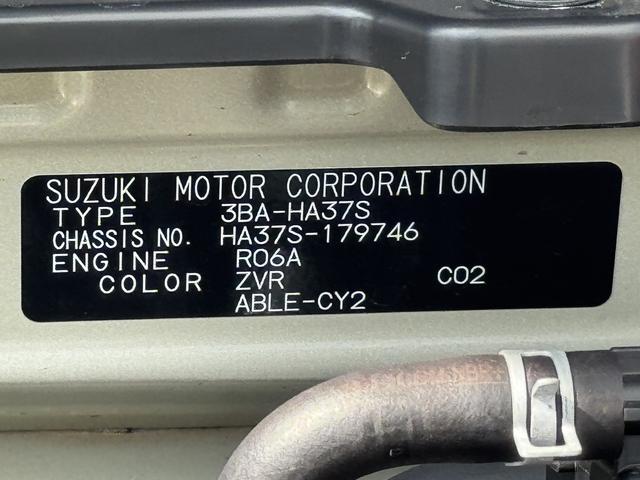 SUZUKI MOTOR CORPORATION
TYPE 3BA-HA37S
CHASSIS NO. HA37S-179746
ENGINE R06A
COLOR ZVR C02
ABLE-CY2